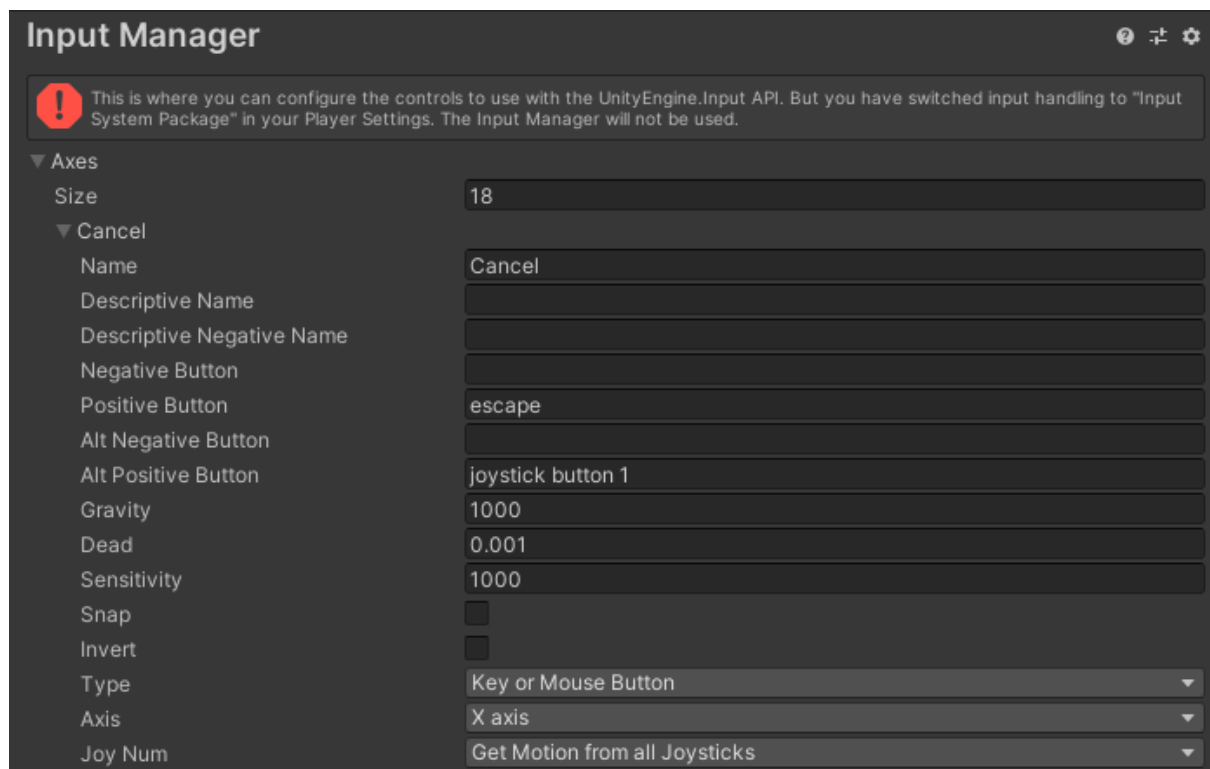 Input Manager
This is where you can configure the controls to use with the UnityEngine.Input API. But you have switched input handling to "Input
System Package" in your Player Settings. The Input Manager will not be used.
Axes
Size 18
Cancel
Name Cancel
Descriptive Name
Descriptive Negative Name
Negative Button
Positive Button escape
Alt Negative Button
Alt Positive Button joystick button 1
Gravity 1000
Dead 0.001
Sensitivity 1000
Snap
Invert
Type Key or Mouse Button
Axis X axis
Joy Num Get Motion from all Joysticks